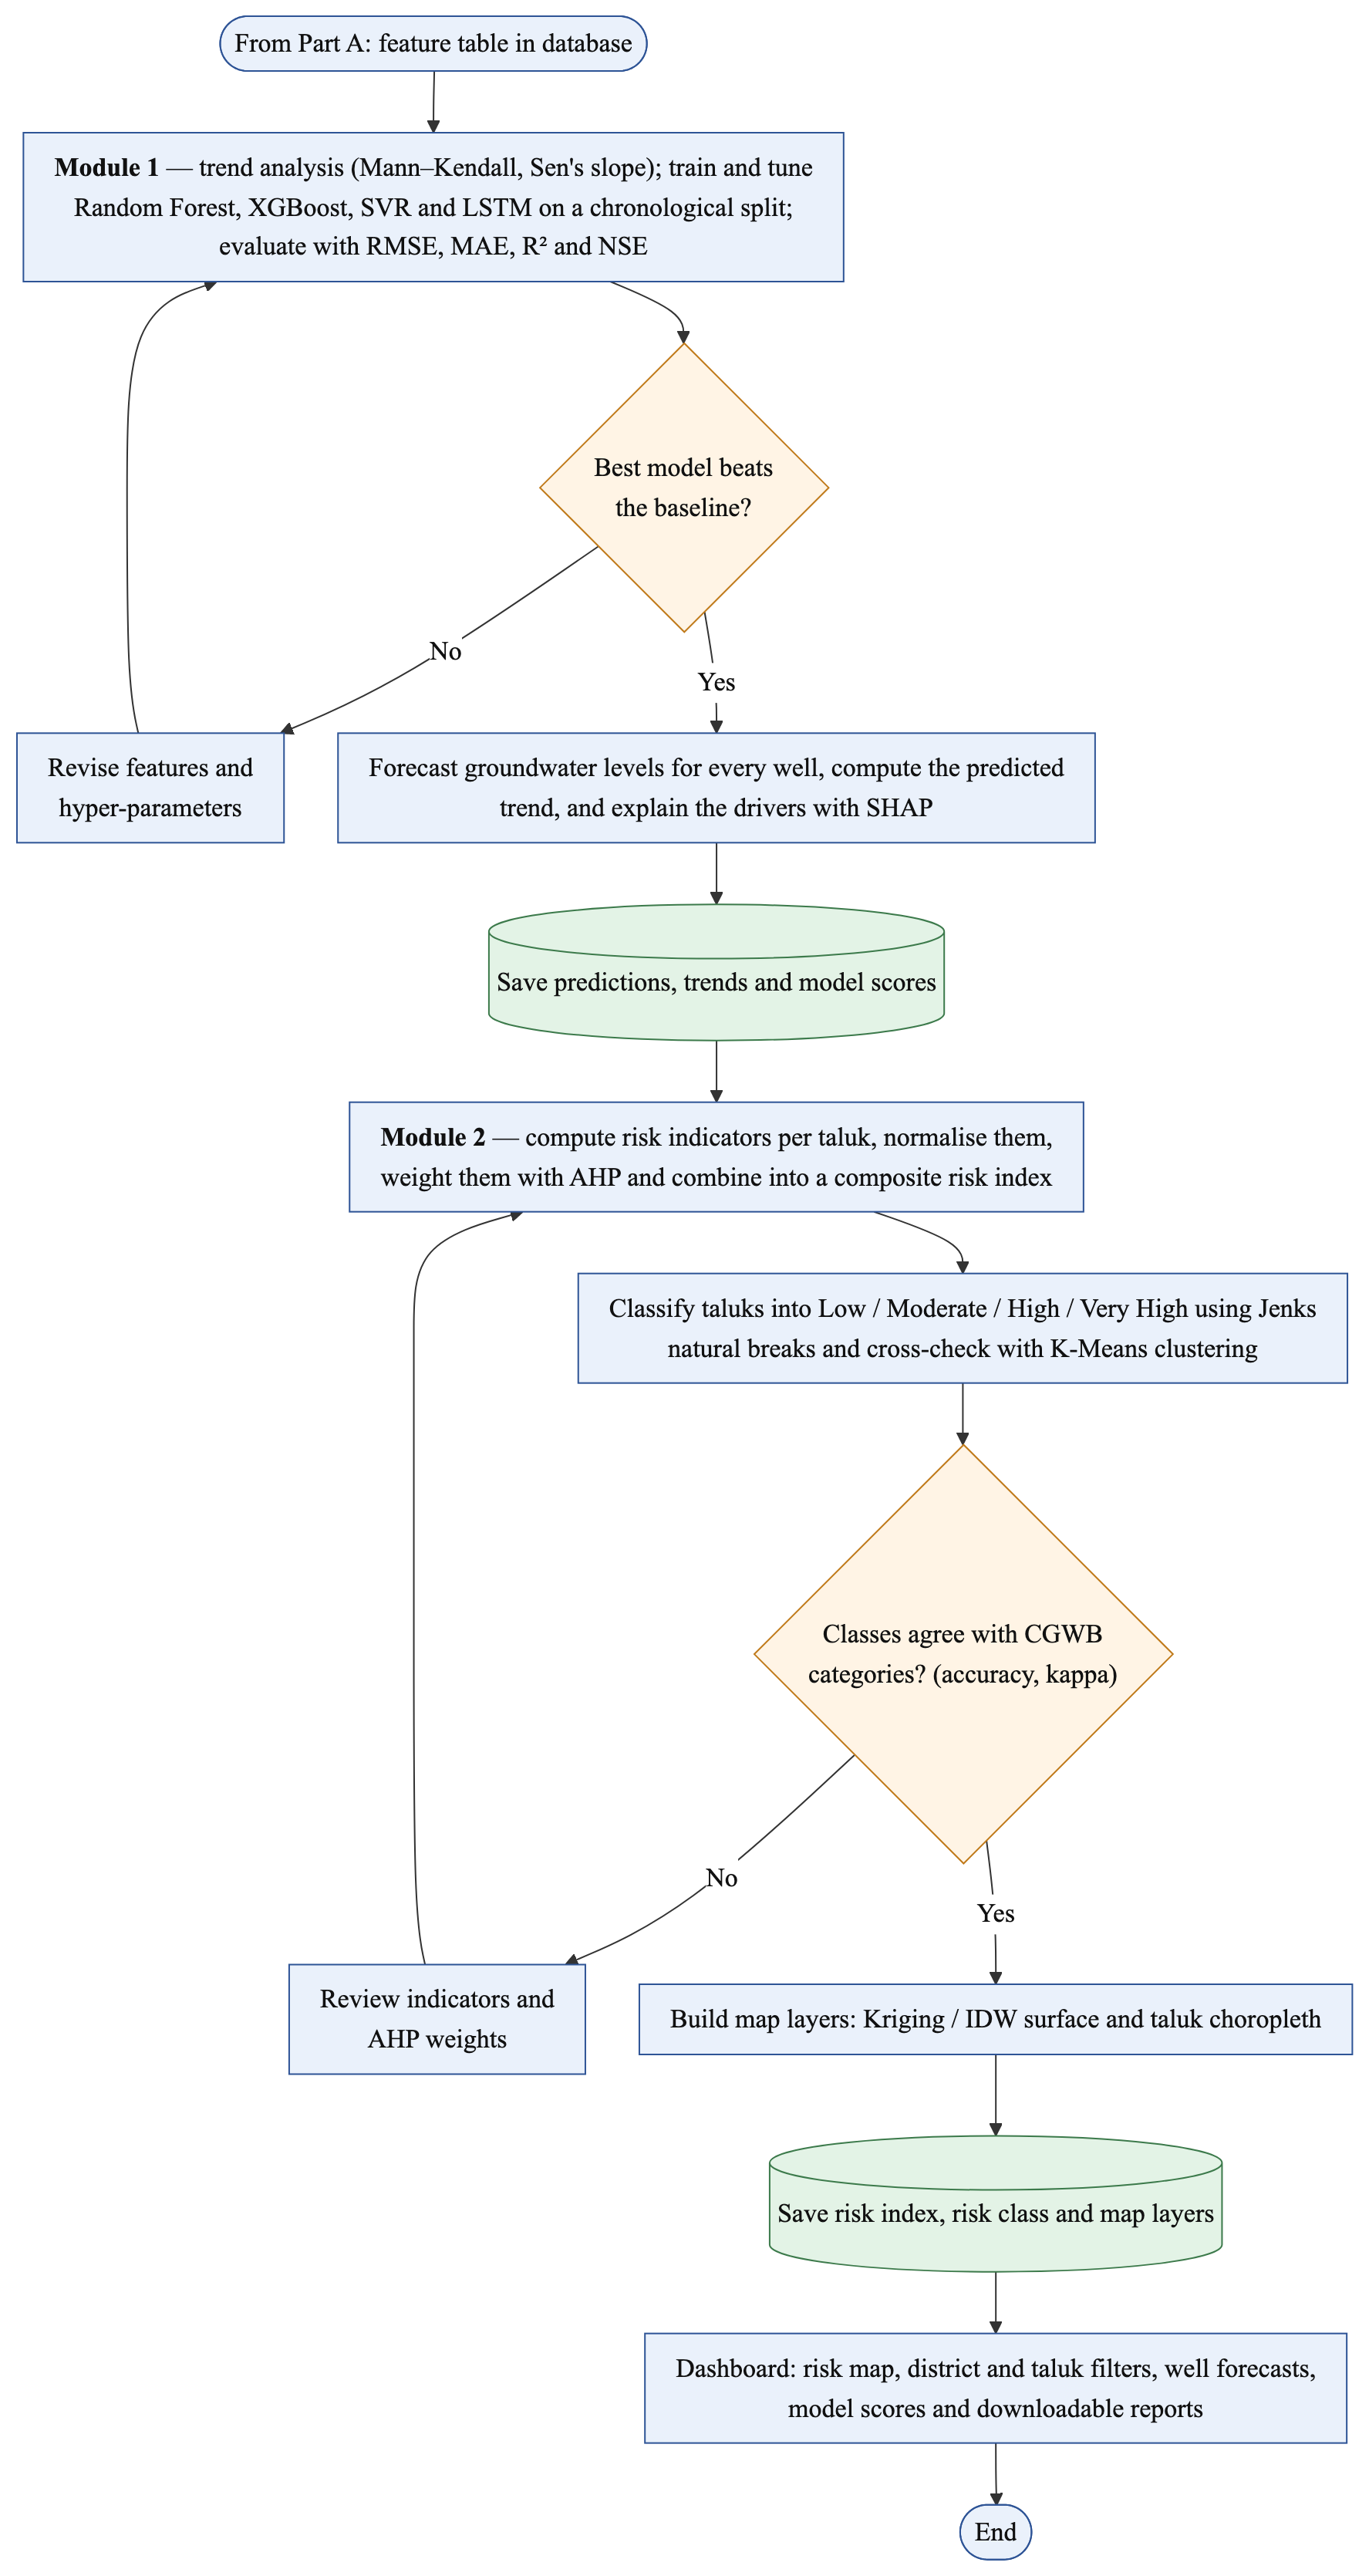 From Part A: feature table in database
Module 1 — trend analysis (Mann–Kendall, Sen's slope); train and tune
Random Forest, XGBoost, SVR and LSTM on a chronological split;
evaluate with RMSE, MAE, R² and NSE
Best model beats
the baseline?
No
Yes
Revise features and
hyper-parameters
Forecast groundwater levels for every well, compute the predicted
trend, and explain the drivers with SHAP
Save predictions, trends and model scores
Module 2 — compute risk indicators per taluk, normalise them,
weight them with AHP and combine into a composite risk index
Classify taluks into Low / Moderate / High / Very High using Jenks
natural breaks and cross-check with K-Means clustering
Classes agree with CGWB
categories? (accuracy, kappa)
No
Yes
Review indicators and
AHP weights
Build map layers: Kriging / IDW surface and taluk choropleth
Save risk index, risk class and map layers
Dashboard: risk map, district and taluk filters, well forecasts,
model scores and downloadable reports
End